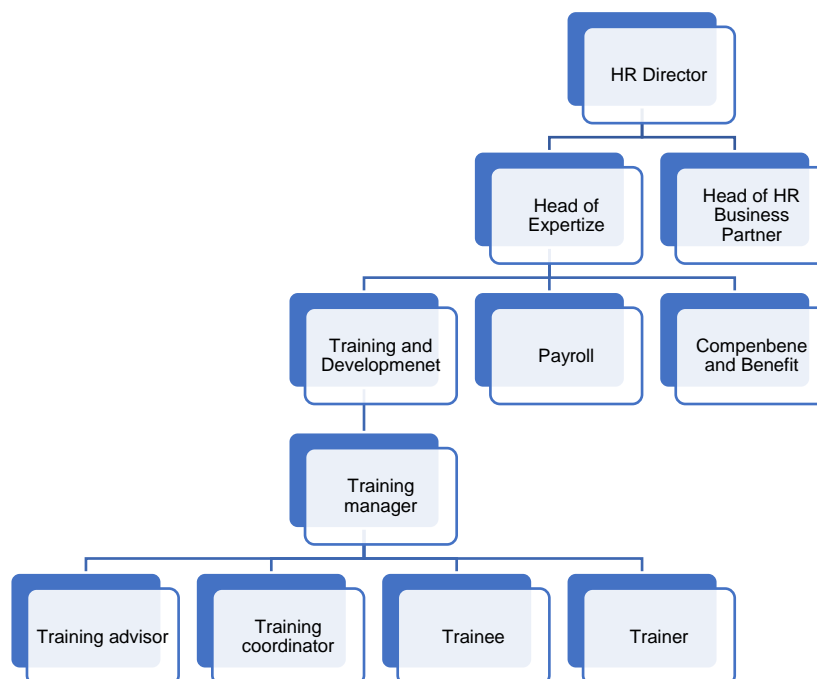 HR Director
Head of
Expertize
Head of HR
Business
Partner
Training and
Developmenet
Payroll
Compenbene
and Benefit
Training
manager
Training advisor
Training
coordinator
Trainee
Trainer